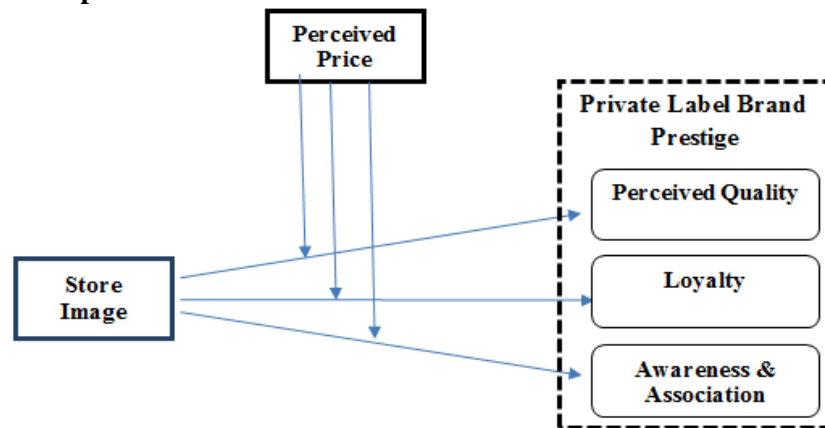 Perceived
Price
Private Label Brand
Prestige
Perceived Quality
Store
Image
Loyalty
Awareness &
Association